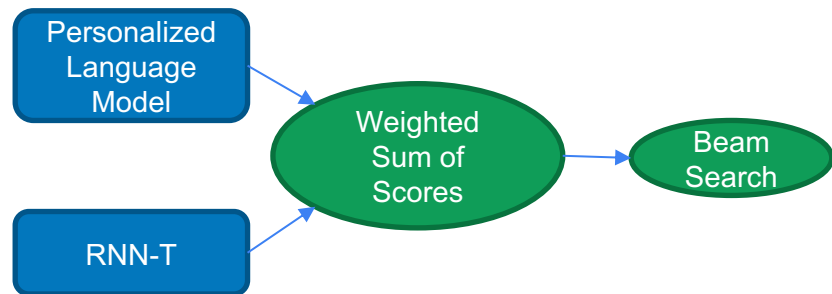 Personalized
Language
Model
RNN-T
Weighted
Sum of
Scores
Beam
Search